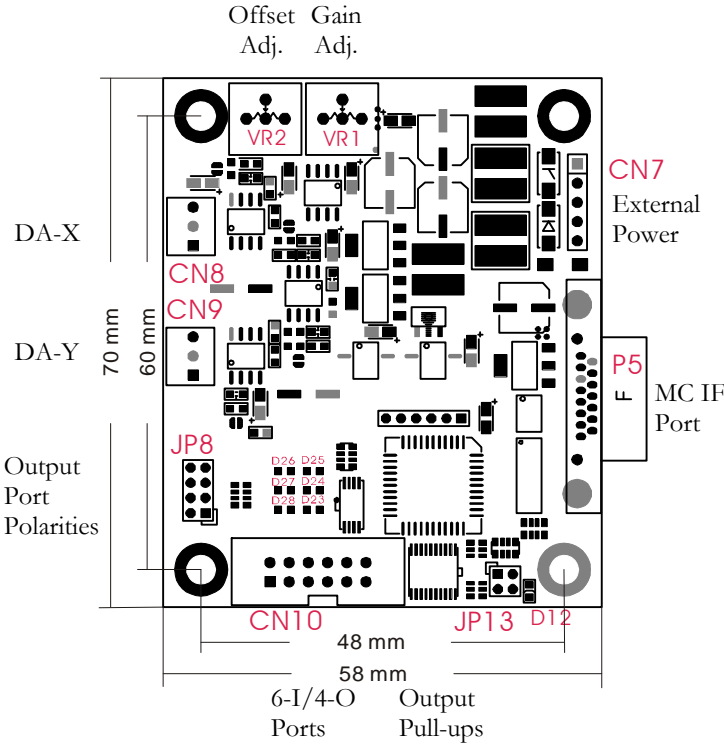 Offset Gain
Adj. Adj.
VR2 VR1
CN7
External
Power
DA-X
CN8
CN9
DA-Y
70 mm
60 mm
P5
F
MC IF
Port
JP8
Output
Port
Polarities
D26 D25
D27 D24
D28 D23
CN10
JP13
D12
48 mm
58 mm
6-I/4-O
Ports
Output
Pull-ups